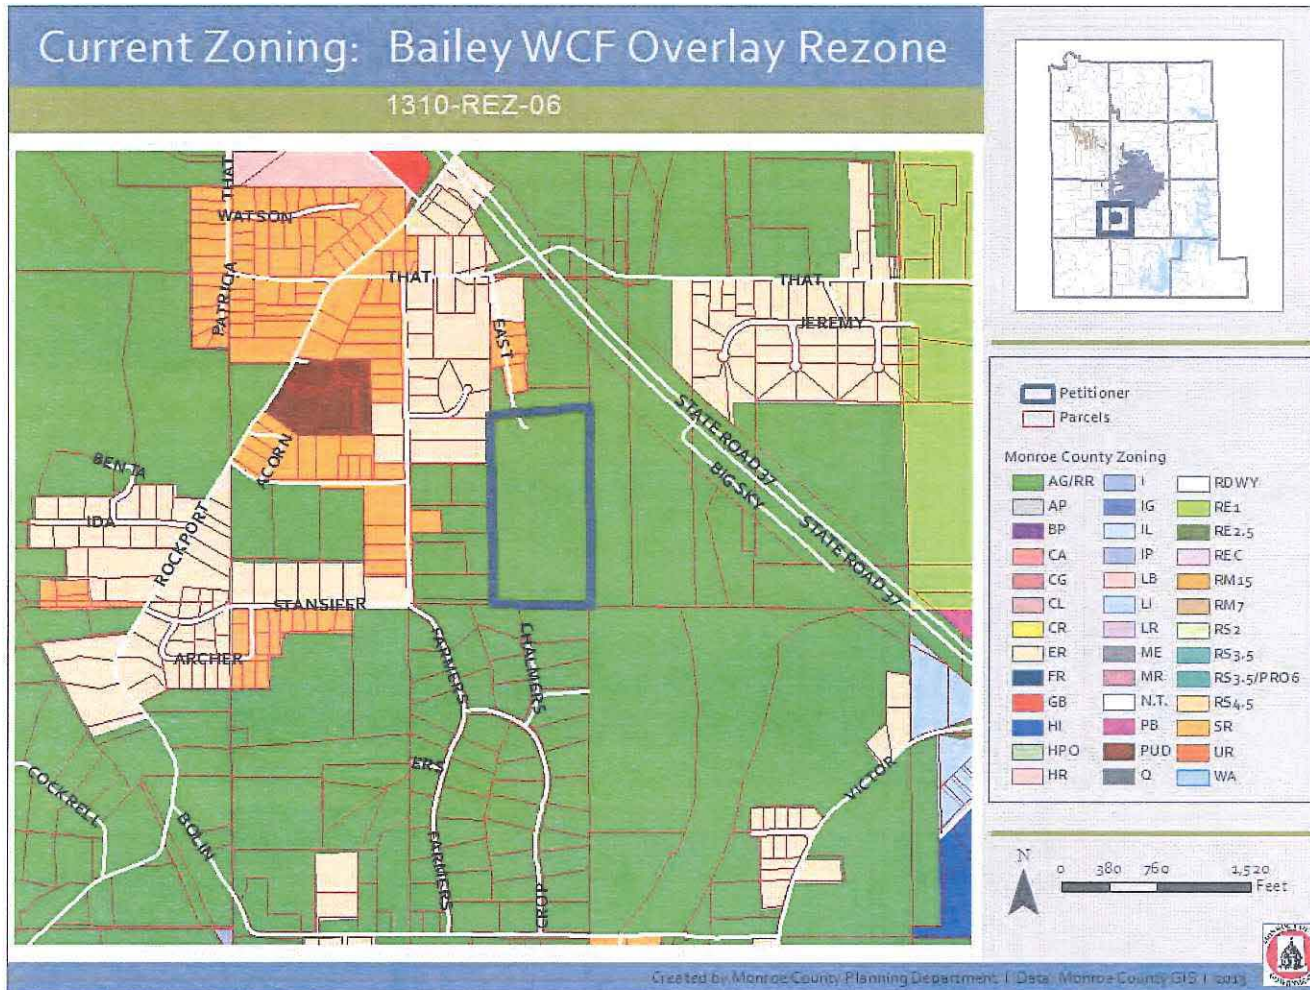 Current Zoning: Bailey WCF Overlay Rezone
1310-REZ-06
THAT
WATSON
PATRICIA
THAT
EAST
THAT
JEREMY
STATE ROAD 37
BIG SKY
STATE ROAD 37
ACORN
BENTA
IDA
ROCKPORT
STANSIFER
ARCHER
FARMERS
CHALMERS
VICTOR
COCKRELL
BOLIN
FARMERS
CROP
Petitioner
Parcels
Monroe County Zoning
AG/RR
AP
BP
CA
CG
CL
CR
ER
FR
GB
HI
HPO
HR
I
IG
IL
IP
LB
LI
LR
ME
MR
N.T.
PB
PUD
Q
RDWY
RE1
RE2.5
REC
RM15
RM7
RS2
RS3.5
RS3.5/PRO6
RS4.5
SR
UR
WA
N
0 380 760 1,520
Feet
Created by Monroe County Planning Department | Data: Monroe County GIS | 2013